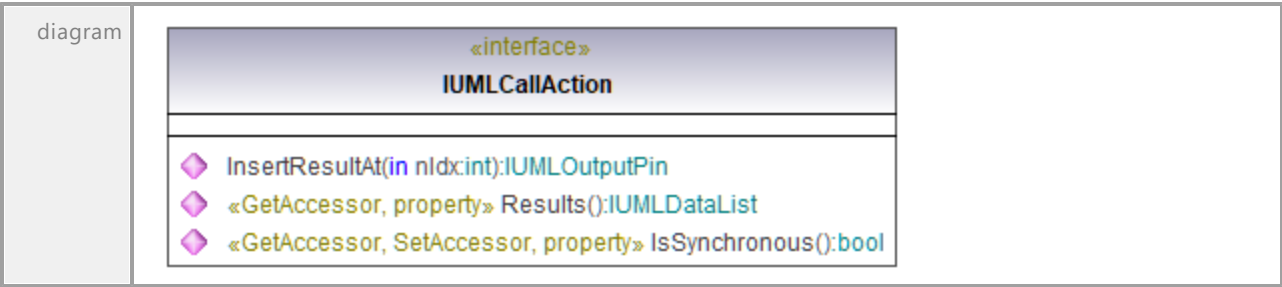 diagram
«interface»
IUMLCallAction
InsertResultAt(in nIdx:int):IUMLOutputPin
«GetAccessor, property» Results():IUMLDataList
«GetAccessor, SetAccessor, property» IsSynchronous():bool